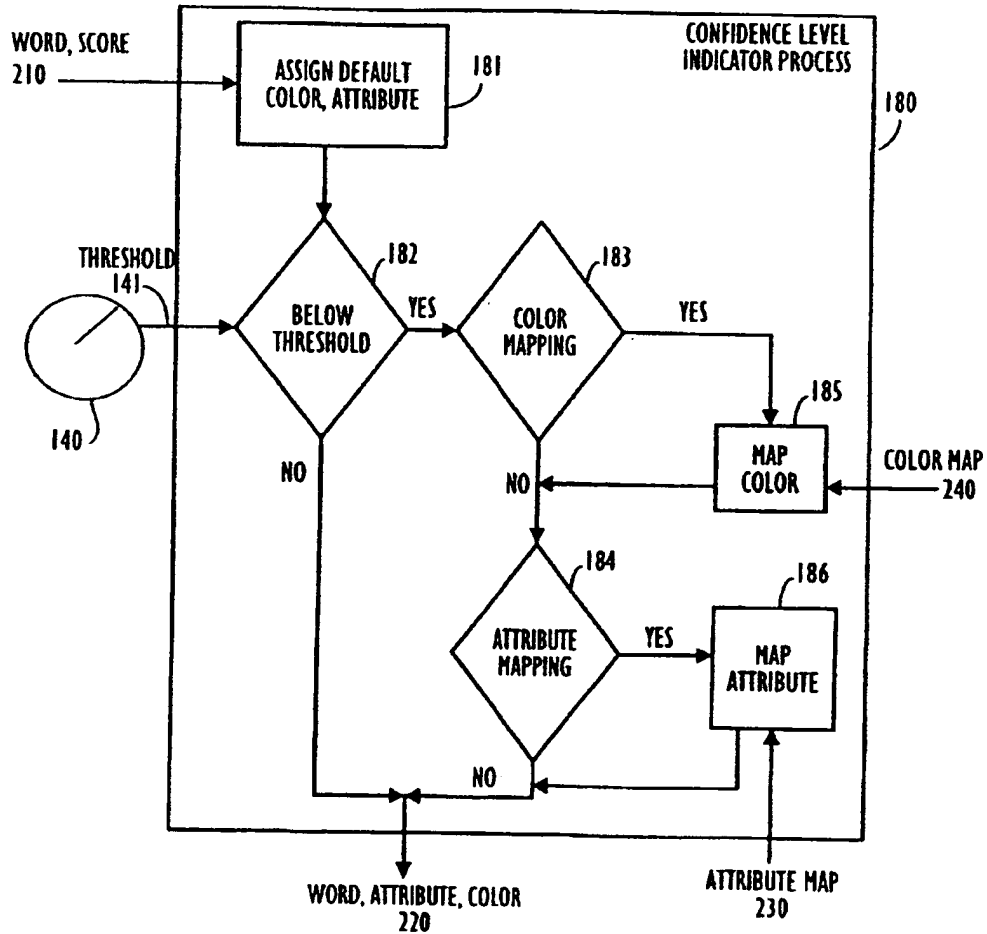 CONFIDENCE LEVEL
INDICATOR PROCESS
180
WORD, SCORE
210
ASSIGN DEFAULT
COLOR, ATTRIBUTE
181
THRESHOLD
141
140
BELOW
THRESHOLD
182
YES
NO
COLOR
MAPPING
183
YES
NO
MAP
COLOR
185
COLOR MAP
240
ATTRIBUTE
MAPPING
184
YES
NO
MAP
ATTRIBUTE
186
WORD, ATTRIBUTE, COLOR
220
ATTRIBUTE MAP
230